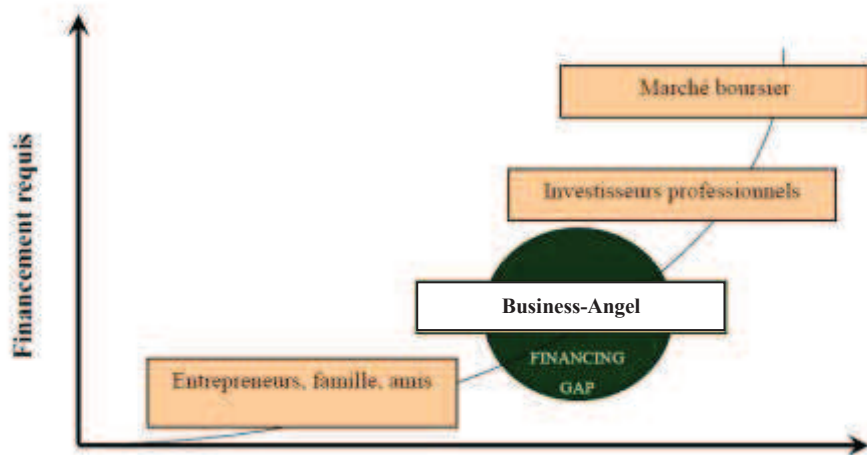 Financement requis
Marché boursier
Investisseurs professionnels
Business-Angel
FINANCING
GAP
Entrepreneurs, famille, amis